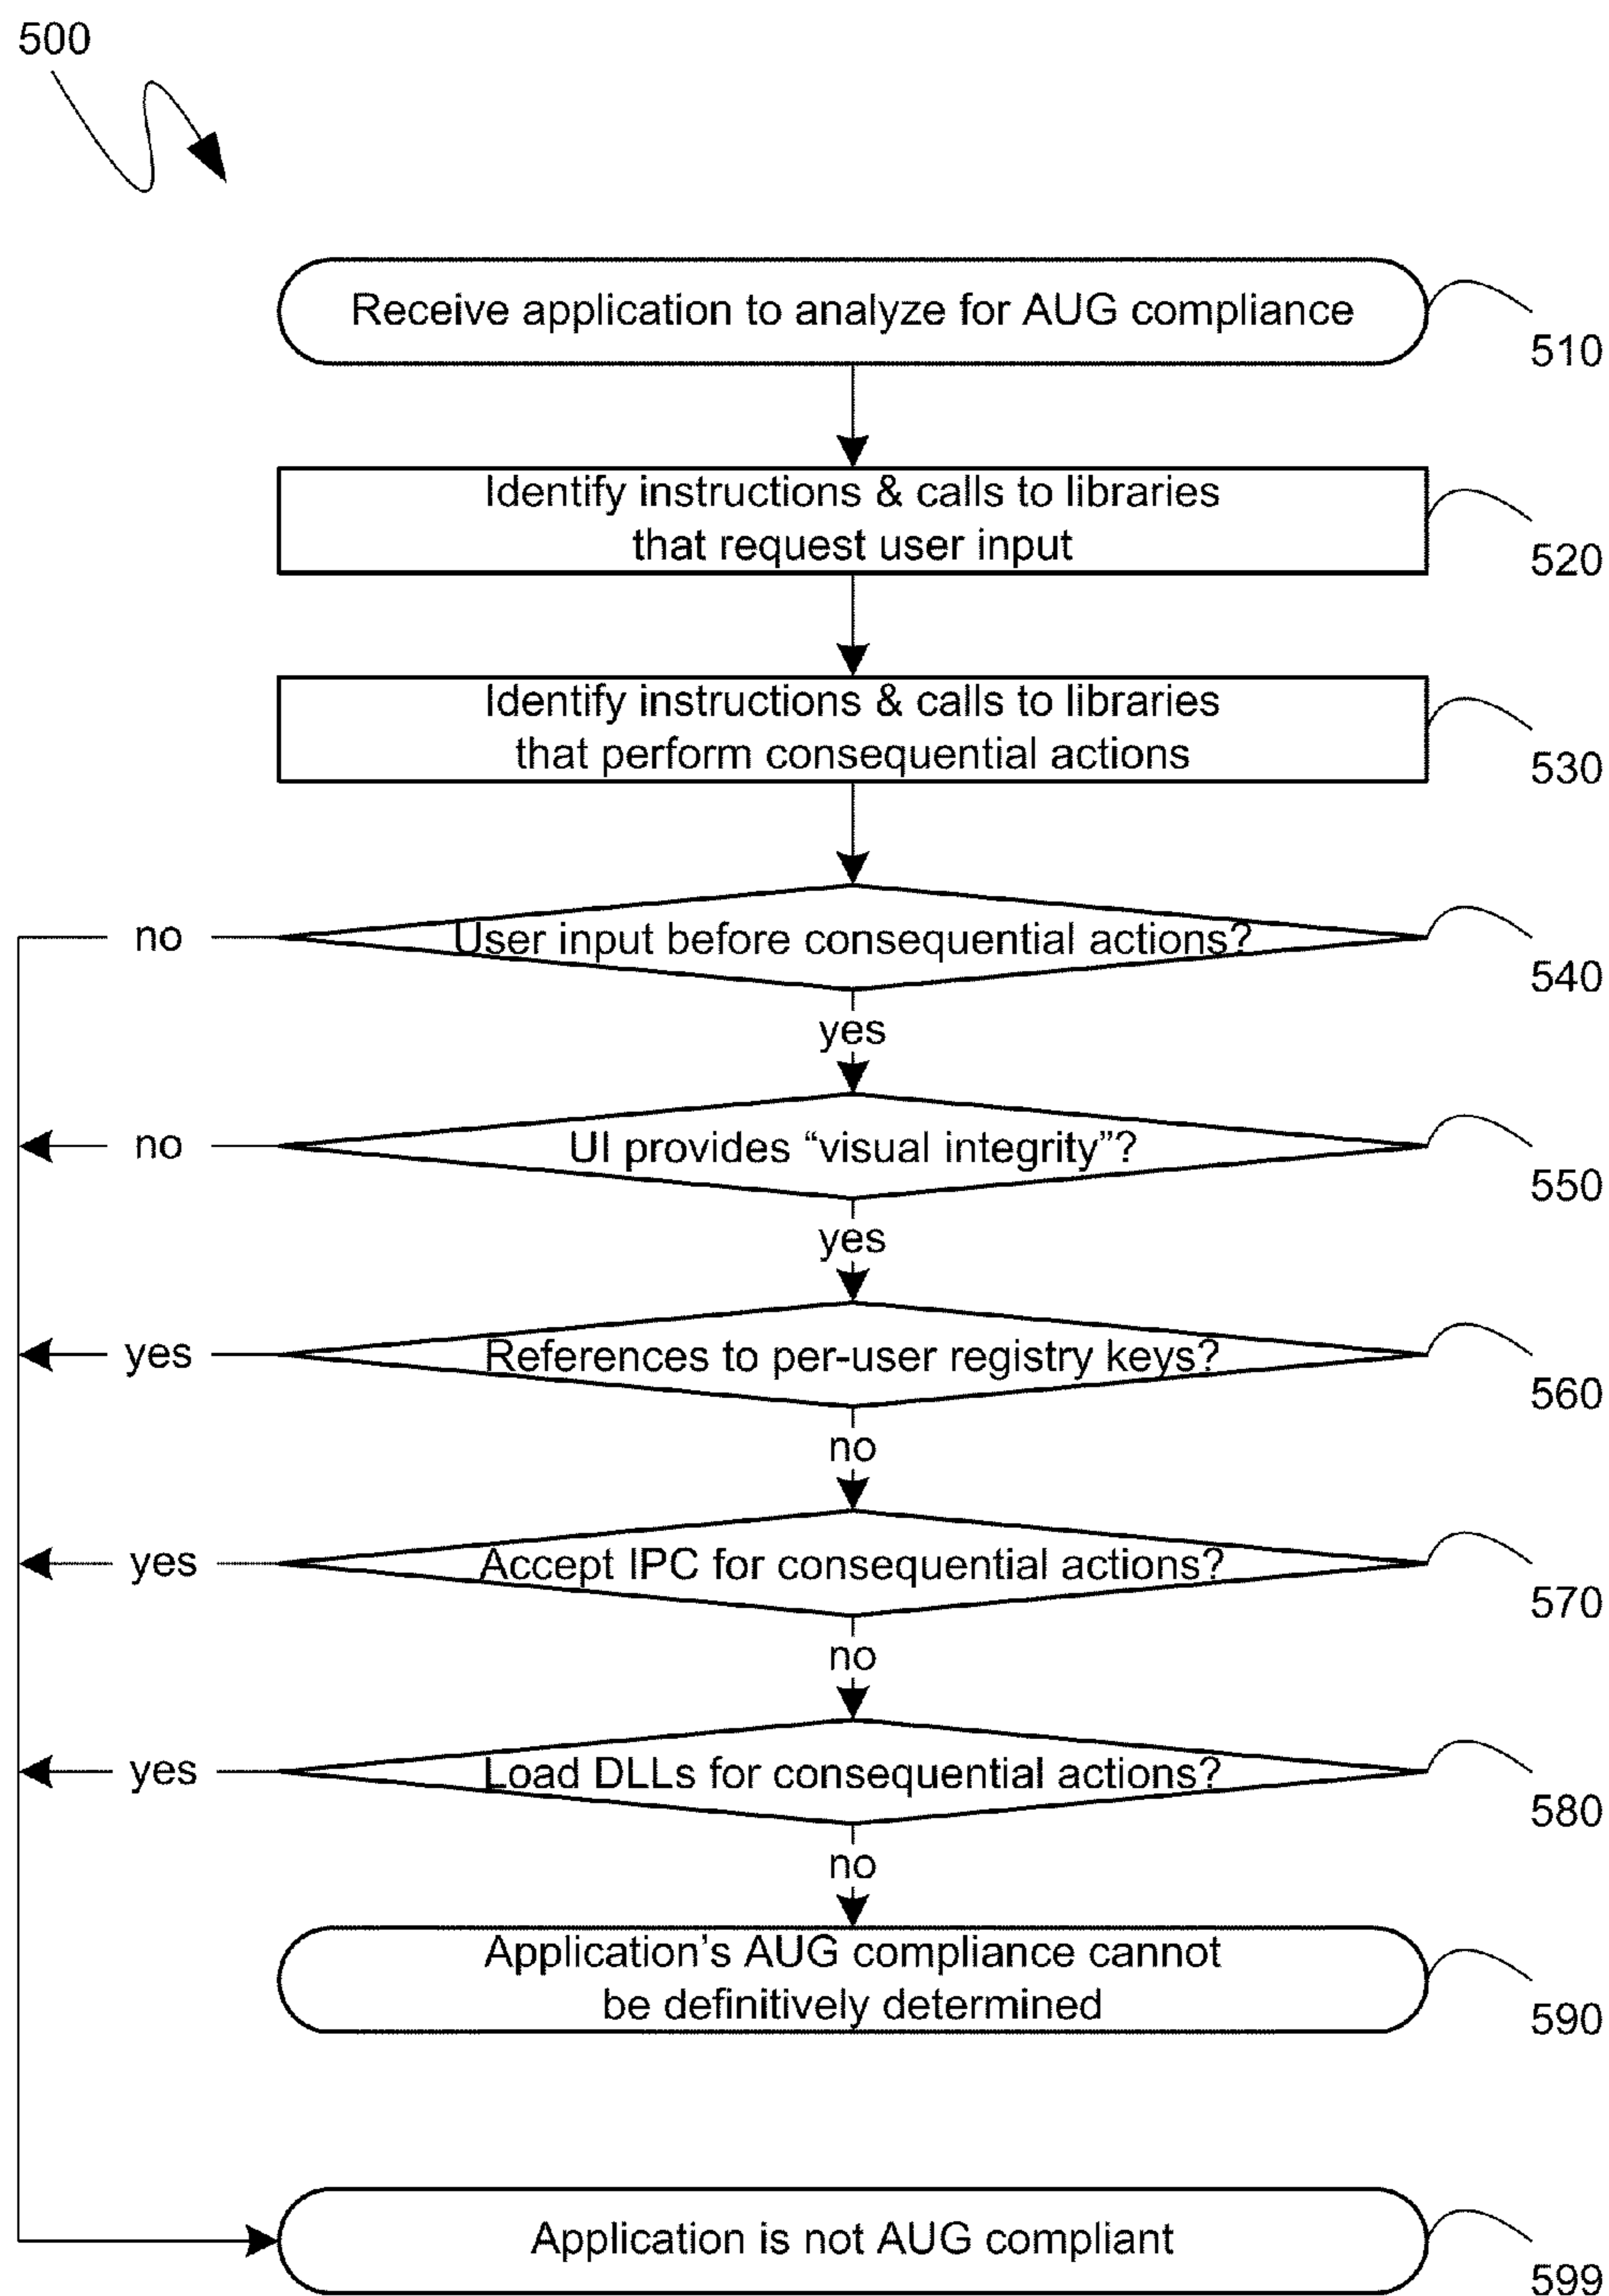 500
Receive application to analyze for AUG compliance
510
Identify instructions & calls to libraries
that request user input
520
Identify instructions & calls to libraries
that perform consequential actions
530
no
User input before consequential actions?
540
yes
no
UI provides “visual integrity”?
550
yes
yes
References to per-user registry keys?
560
no
yes
Accept IPC for consequential actions?
570
no
yes
Load DLLs for consequential actions?
580
no
Application’s AUG compliance cannot
be definitively determined
590
Application is not AUG compliant
599